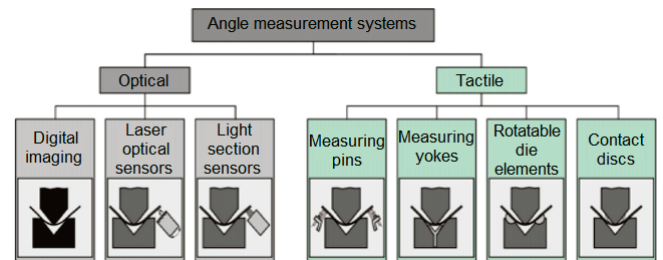 Angle measurement systems
Optical
Tactile
Digital
imaging
Laser
optical
sensors
Light
section
sensors
Measuring
pins
Measuring
yokes
Rotatable
die
elements
Contact
discs